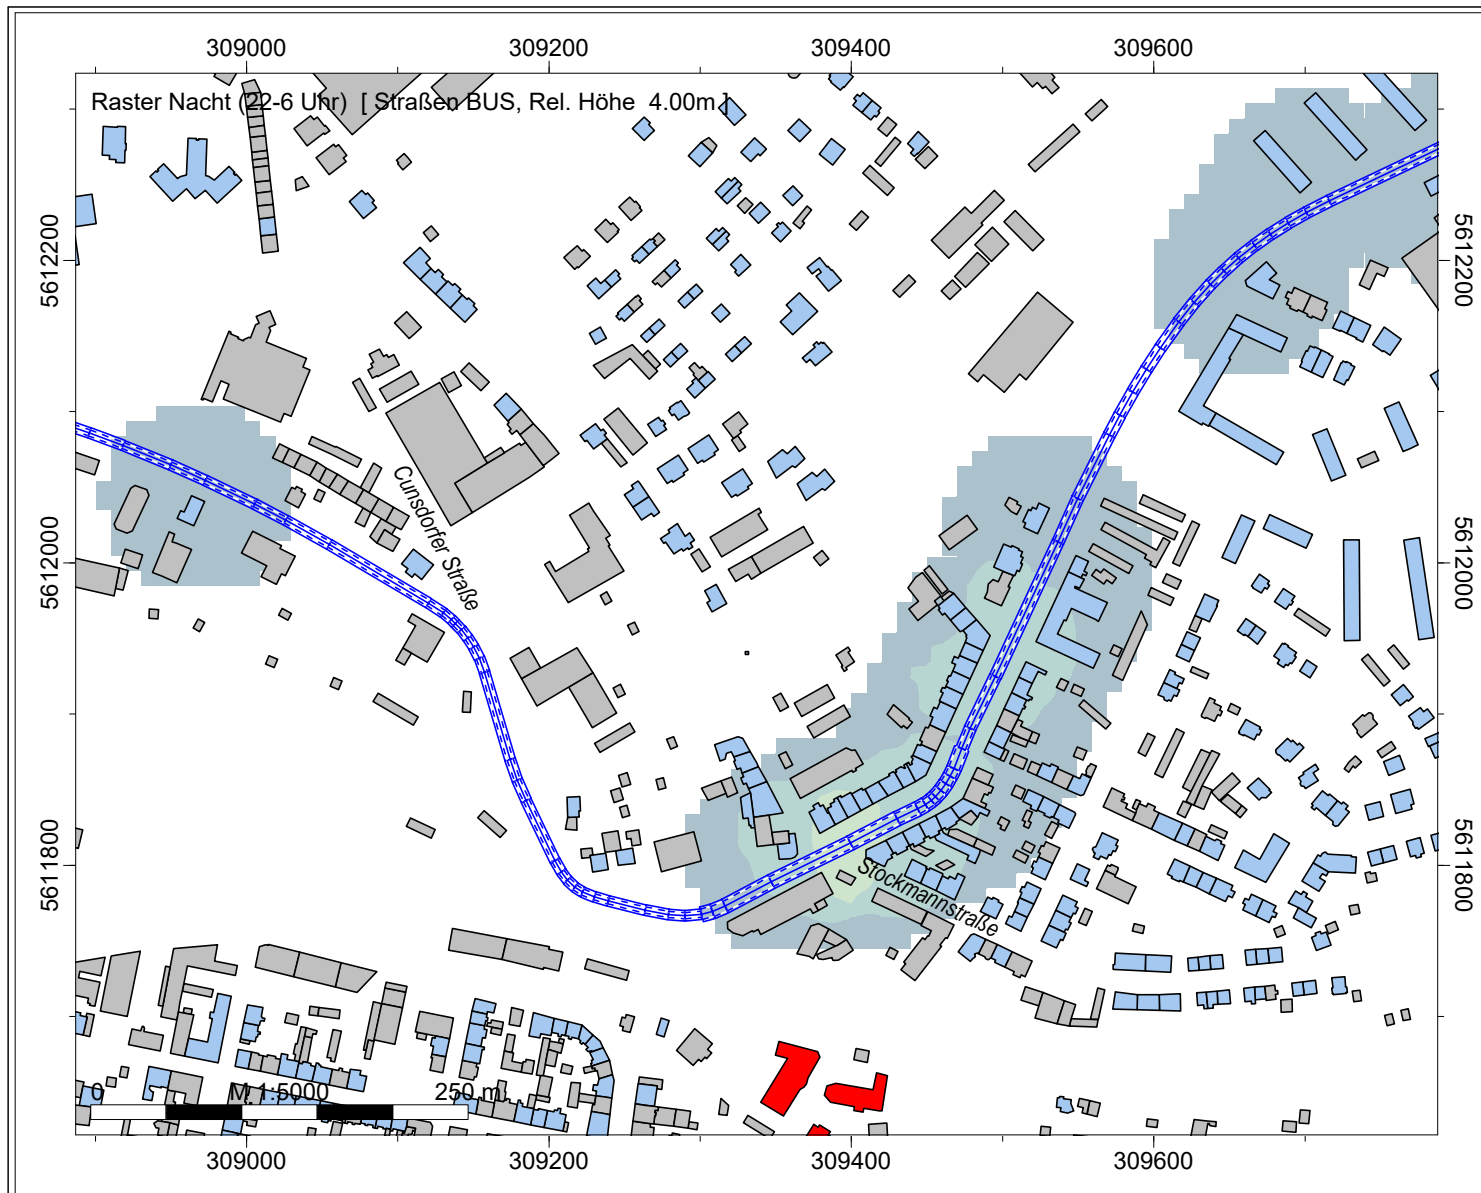 309000 309200 309400 309600
Raster Nacht (22-6 Uhr) [ Straßen BUS, Rel. Höhe 4.00m ]
5612200 5612200
Cunsdorfer Straße
5612000 5612000
5611800 5611800
Stockmannstraße
0 M 1:5000 250 m
309000 309200 309400 309600